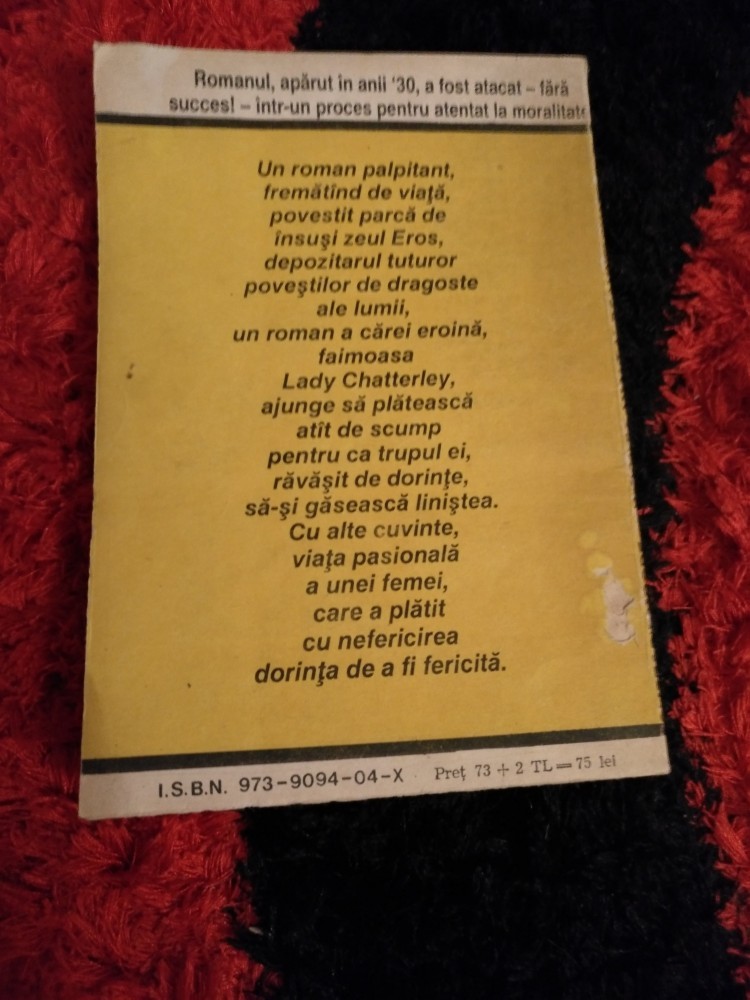 Romanul, apărut în anii '30, a fost atacat – fără
succes! – într-un proces pentru atentat la moralitate
Un roman palpitant,
fremătînd de viaţă,
povestit parcă de
însuşi zeul Eros,
depozitarul tuturor
poveştilor de dragoste
ale lumii,
un roman a cărei eroină,
faimoasa
Lady Chatterley,
ajunge să plătească
atît de scump
pentru ca trupul ei,
răvăşit de dorinţe,
să-şi găsească liniştea.
Cu alte cuvinte,
viaţa pasională
a unei femei,
care a plătit
cu nefericirea
dorinţa de a fi fericită.
I.S.B.N. 973–9094–04–X Preţ 73 + 2 TL = 75 lei